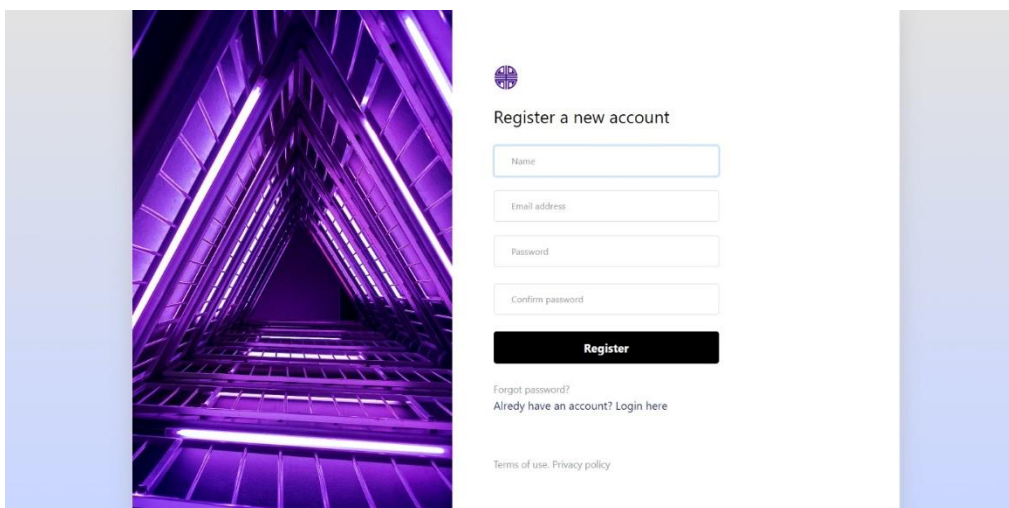 Register a new account
Name
Email address
Password
Confirm password
Register
Forgot password?
Alredy have an account? Login here
Terms of use. Privacy policy